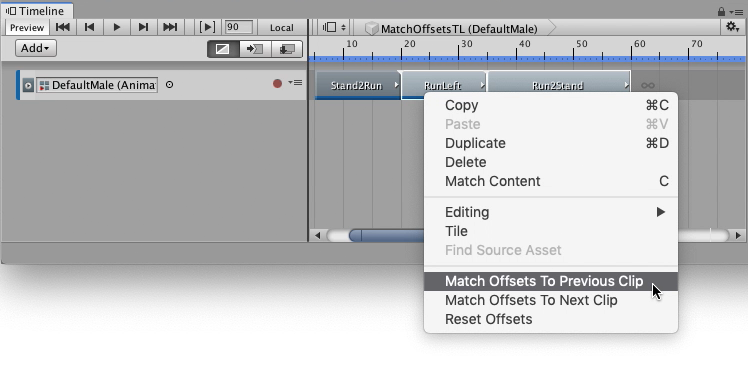 Timeline
Preview 90 Local MatchOffsetsTL (DefaultMale)
Add
10 20 30 40 50 60 70
DefaultMale (Anima
Stand2Run RunLeft Run2Stand ∞
Copy ⌘C
Paste ⌘V
Duplicate ⌘D
Delete
Match Content C
Editing
Tile
Find Source Asset
Match Offsets To Previous Clip
Match Offsets To Next Clip
Reset Offsets